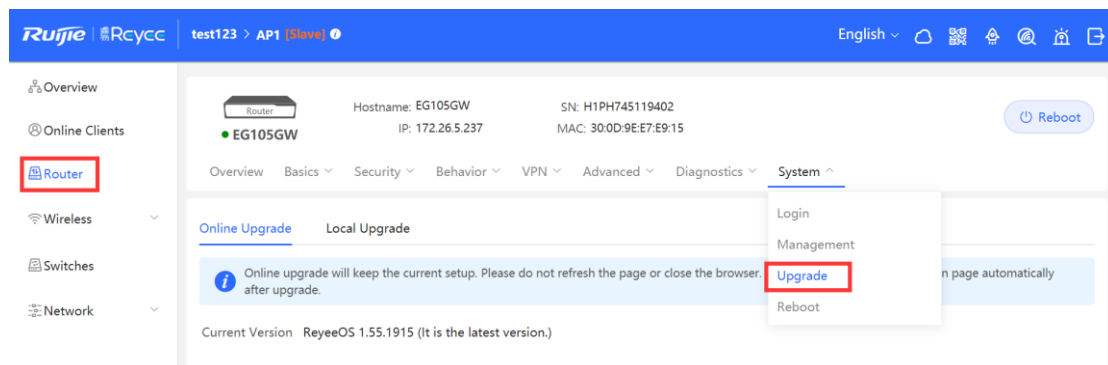 Ruijie | Reycc test123 > AP1 [Slave] English
Overview
Online Clients
Router
Wireless
Switches
Network
Router
EG105GW
Hostname: EG105GW SN: H1PH745119402
IP: 172.26.5.237 MAC: 30:0D:9E:E7:E9:15
Reboot
Overview Basics Security Behavior VPN Advanced Diagnostics System
Login
Management
Upgrade
Reboot
Online Upgrade Local Upgrade
Online upgrade will keep the current setup. Please do not refresh the page or close the browser. n page automatically
after upgrade.
Current Version ReyeeOS 1.55.1915 (It is the latest version.)